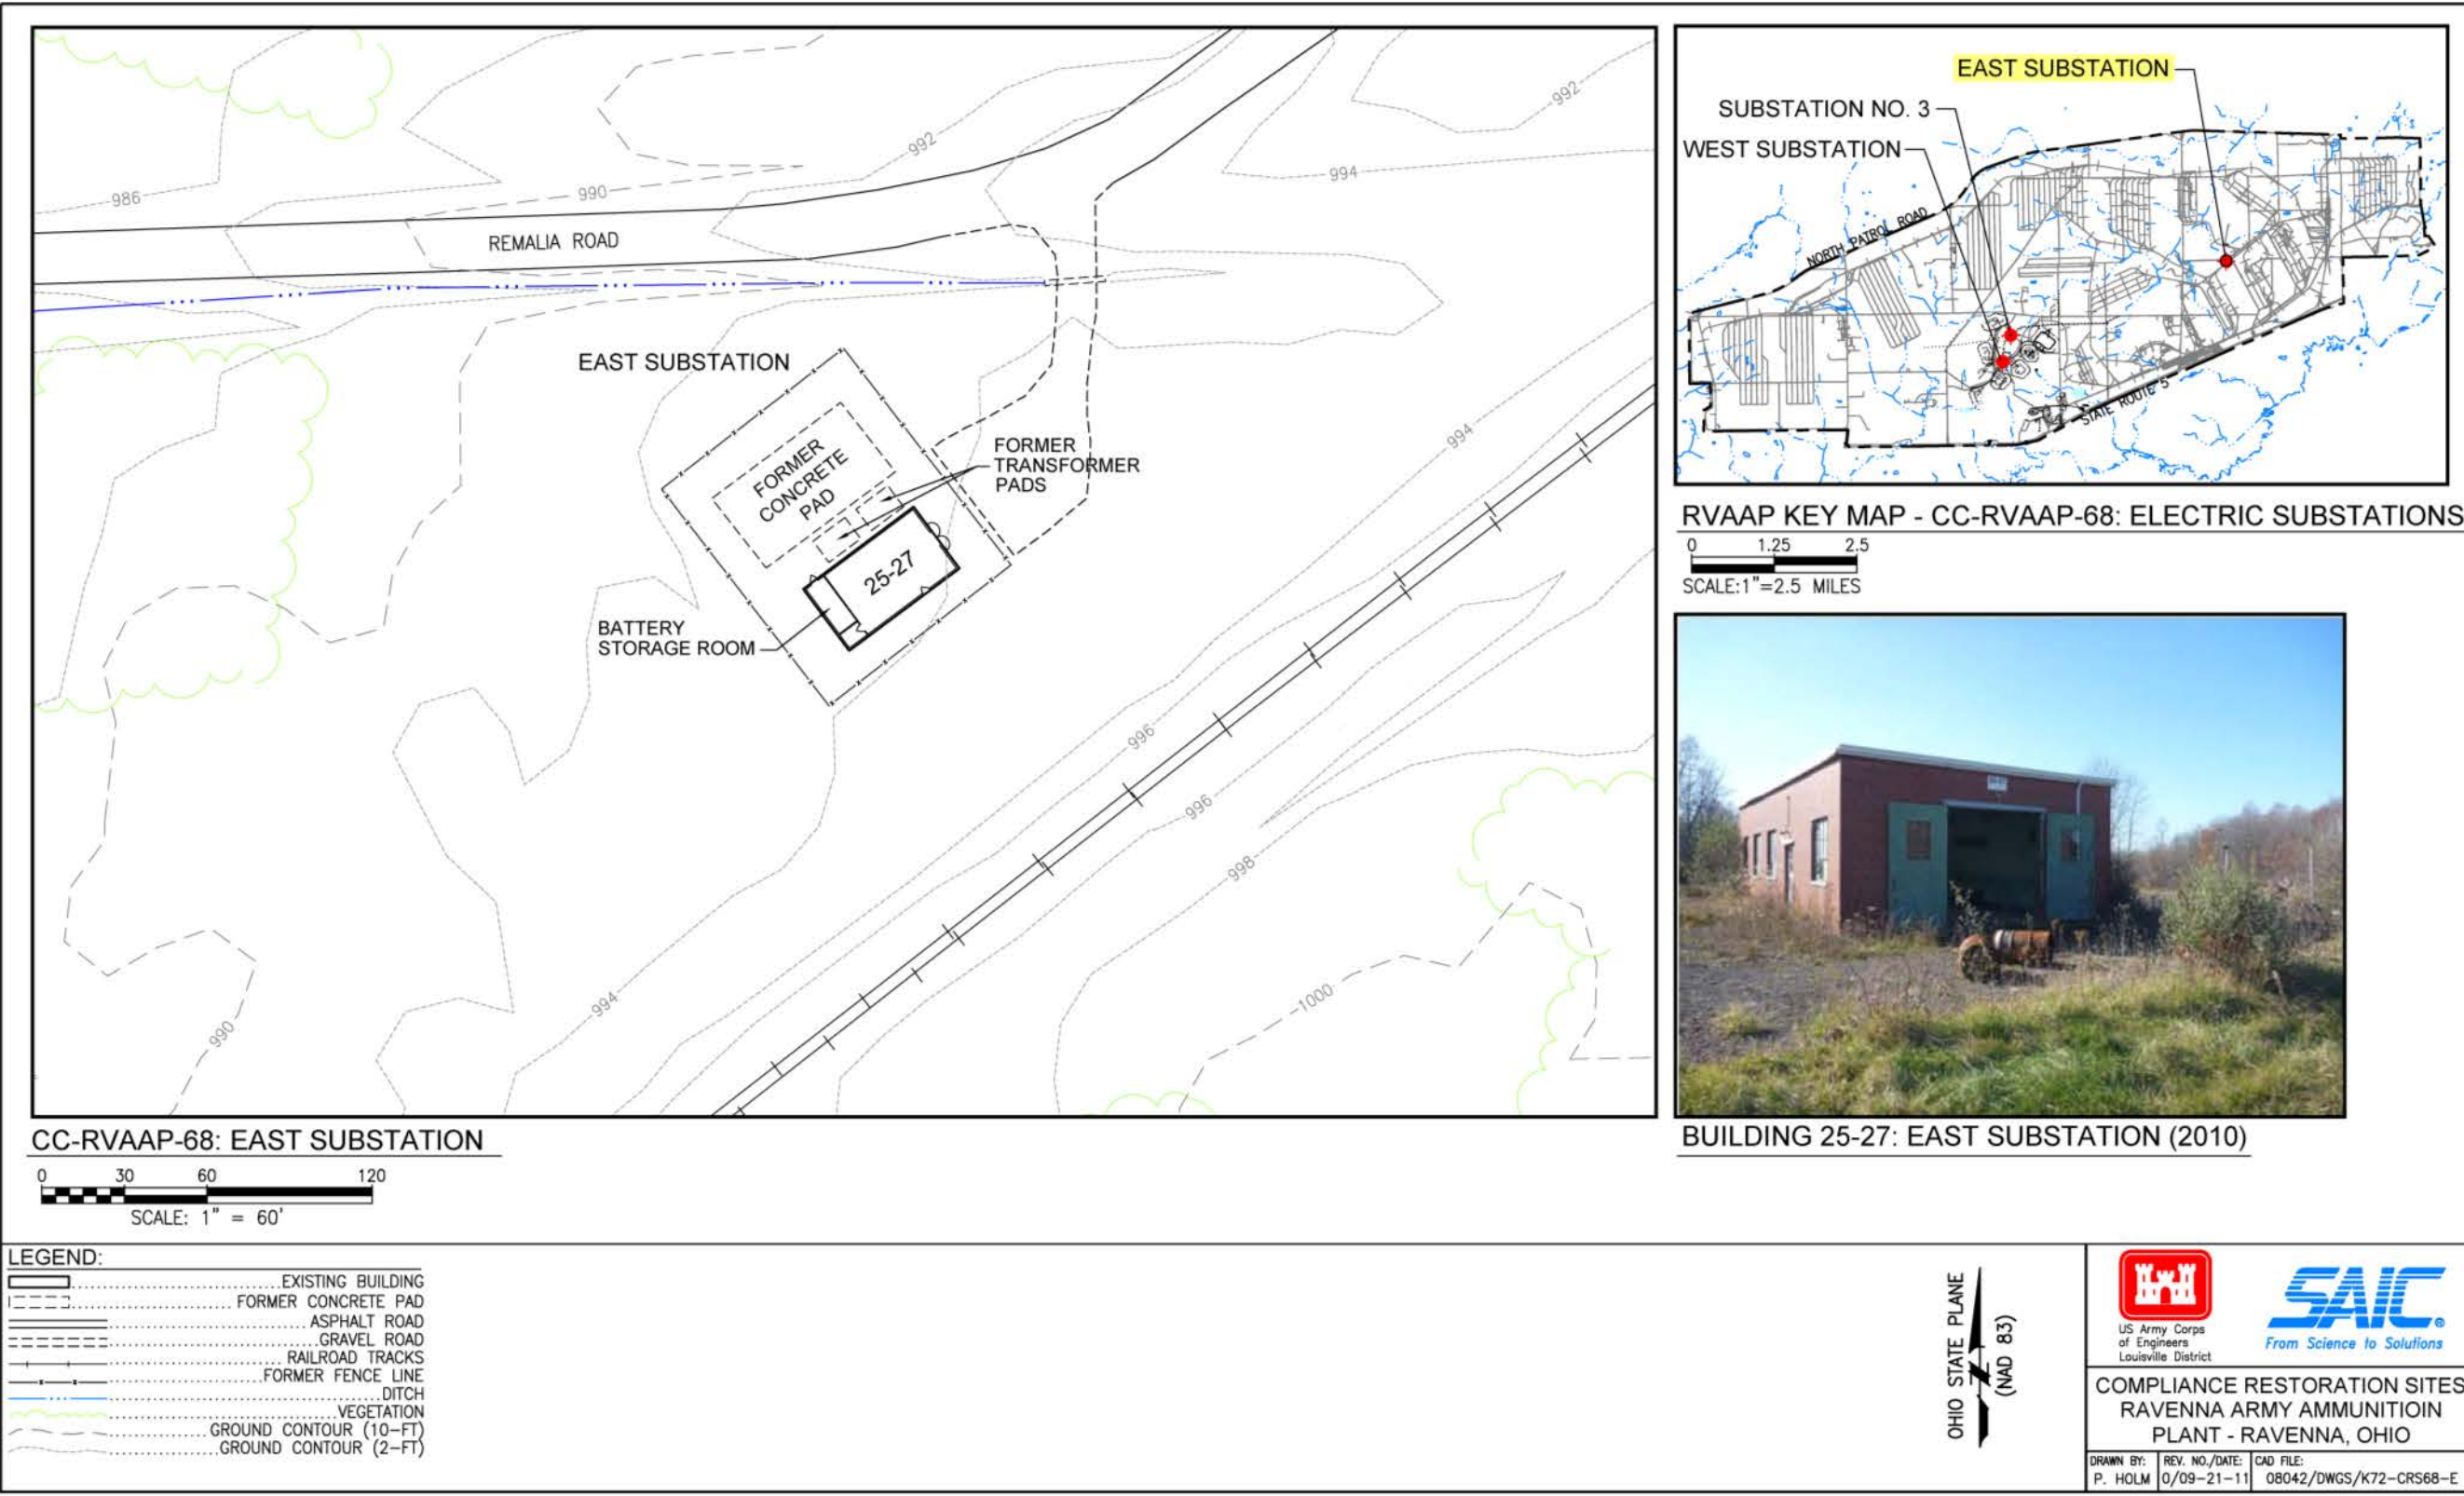 986
990
992
992
994
REMALIA ROAD
EAST SUBSTATION
FORMER
CONCRETE
PAD
FORMER
TRANSFORMER
PADS
25-27
BATTERY
STORAGE ROOM
994
996
996
998
994
990
1000
CC-RVAAP-68: EAST SUBSTATION
0 30 60 120
SCALE: 1" = 60'
EAST SUBSTATION
SUBSTATION NO. 3
WEST SUBSTATION
NORTH PATROL ROAD
STATE ROUTE 5
RVAAP KEY MAP - CC-RVAAP-68: ELECTRIC SUBSTATIONS
0 1.25 2.5
SCALE:1"=2.5 MILES
BUILDING 25-27: EAST SUBSTATION (2010)
LEGEND:
EXISTING BUILDING
FORMER CONCRETE PAD
ASPHALT ROAD
GRAVEL ROAD
RAILROAD TRACKS
FORMER FENCE LINE
DITCH
VEGETATION
GROUND CONTOUR (10-FT)
GROUND CONTOUR (2-FT)
OHIO STATE PLANE
N
(NAD 83)
US Army Corps
of Engineers
Louisville District
SAIC®
From Science to Solutions
COMPLIANCE RESTORATION SITES
RAVENNA ARMY AMMUNITIOIN
PLANT - RAVENNA, OHIO
DRAWN BY: REV. NO./DATE: CAD FILE:
P. HOLM 0/09-21-11 08042/DWGS/K72-CRS68-E